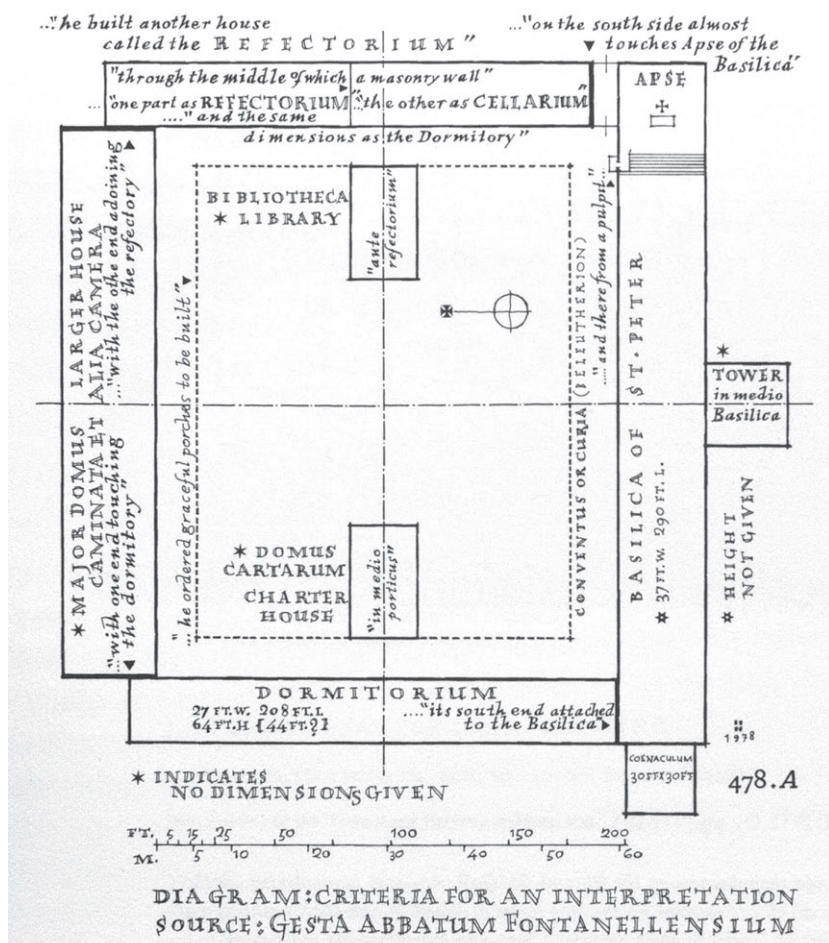 ..."he built another house
called the REFECTORIUM"
..."on the south side almost
touches Apse of the
Basilica"
"through the middle of which a masonry wall"
..."one part as REFECTORIUM" "the other as CELLARIUM"
...."and the same
dimensions as the Dormitory"
APSE
BIBLIOTHECA
* LIBRARY
"ante
refectorium"
LARGER HOUSE
ALIA CAMERA
..."with the othe end adoining
the refectory"
* MAJOR DOMUS
CAMINATA ET
..."with one end touching
the dormitory"
"...he ordered graceful porches to be built"
CONVENTUS OR CURIA (BELEUTHERION)
..."and therefrom a pulpit..."
BASILICA OF ST. PETER
* 37 FT. W. 290 FT. L.
*
TOWER
in medio
Basilica
* HEIGHT
NOT GIVEN
* DOMUS
CARTARUM
CHARTER
HOUSE
"in medio
porticus"
DORMITORIUM
27 FT. W. 208 FT. L
64 FT. H [44 FT.?]
...."its south end attached
to the Basilica"
1978
COENACULUM
30FTX30FT
478.A
* INDICATES
NO DIMENSIONS GIVEN
FT. 5 15 25 50 100 150 200
M. 5 10 20 30 40 50 60
DIAGRAM: CRITERIA FOR AN INTERPRETATION
SOURCE: GESTA ABBATUM FONTANELLENSIUM